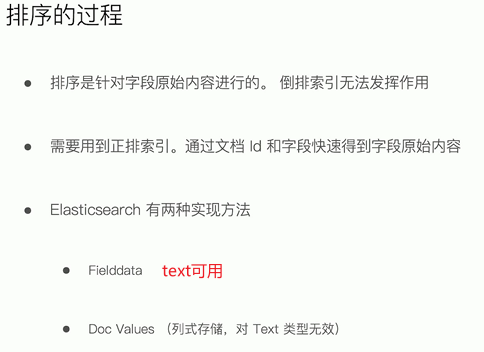 排序的过程
● 排序是针对字段原始内容进行的。 倒排索引无法发挥作用
● 需要用到正排索引。通过文档 Id 和字段快速得到字段原始内容
● Elasticsearch 有两种实现方法
● Fielddata text可用
● Doc Values （列式存储，对 Text 类型无效）